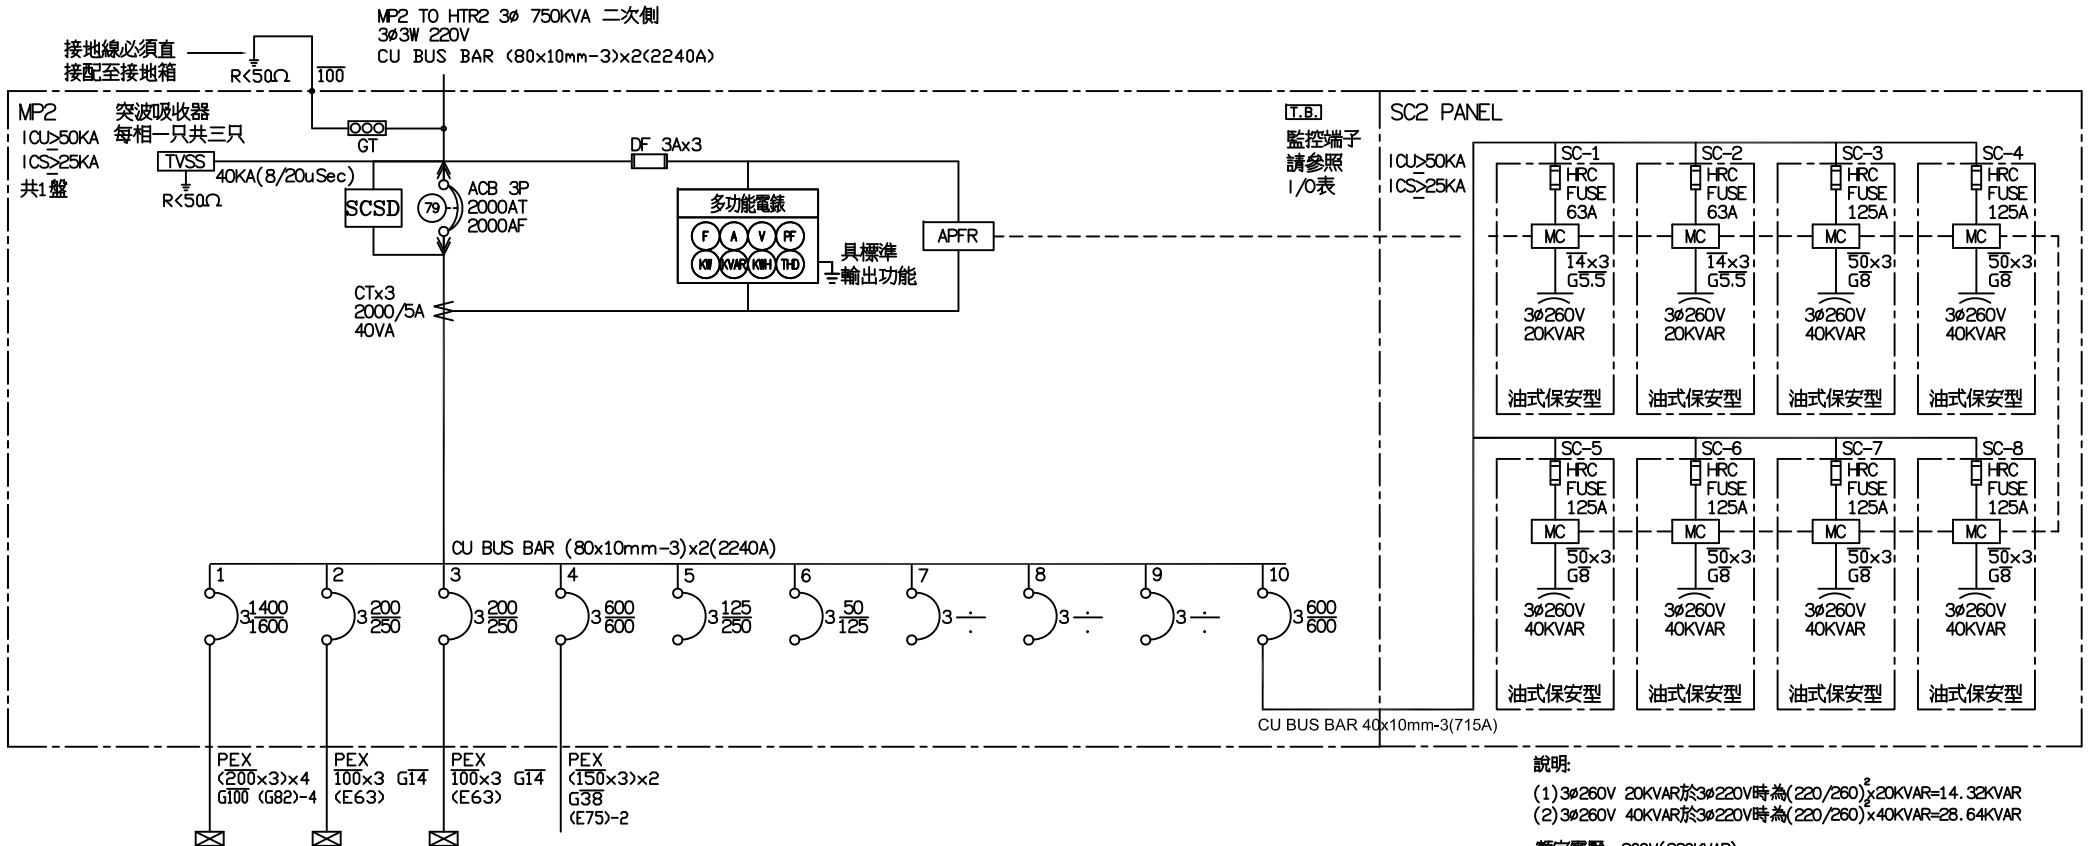 MP2 TO HTR2 3ø 750KVA 二次側
3ø3W 220V
CU BUS BAR (80x10mm-3)x2(2240A)
接地線必須直
接配至接地箱
R<50Ω
100
MP2
ICU≥50KA
ICS≥25KA
共1盤
突波吸收器
每相一只共三只
TVSS
40KA(8/20uSec)
R<50Ω
GT
SCSD
79
ACB 3P
2000AT
2000AF
DF 3Ax3
多功能電錶
F A V PF
KW KVAR KWH THD
具標準
輸出功能
APFR
CTx3
2000/5A
40VA
T.B.
監控端子
請參照
I/O表
CU BUS BAR (80x10mm-3)x2(2240A)
1 2 3 4 5 6 7 8 9 10
3 1400 3 200 3 200 3 600 3 125 3 50 3 3 3 3 600
1600 250 250 600 250 125 600
CU BUS BAR 40x10mm-3(715A)
PEX
(200x3)x4
G100 (G82)-4
PEX
100x3 G14
(E63)
PEX
100x3 G14
(E63)
PEX
(150x3)x2
G38
(E75)-2
SC2 PANEL
ICU≥50KA
ICS≥25KA
SC-1
HRC
FUSE
63A
MC
14x3
G5.5
3ø260V
20KVAR
油式保安型
SC-2
HRC
FUSE
63A
MC
14x3
G5.5
3ø260V
20KVAR
油式保安型
SC-3
HRC
FUSE
125A
MC
50x3
G8
3ø260V
40KVAR
油式保安型
SC-4
HRC
FUSE
125A
MC
50x3
G8
3ø260V
40KVAR
油式保安型
SC-5
HRC
FUSE
125A
MC
50x3
G8
3ø260V
40KVAR
油式保安型
SC-6
HRC
FUSE
125A
MC
50x3
G8
3ø260V
40KVAR
油式保安型
SC-7
HRC
FUSE
125A
MC
50x3
G8
3ø260V
40KVAR
油式保安型
SC-8
HRC
FUSE
125A
MC
50x3
G8
3ø260V
40KVAR
油式保安型
說明:
(1)3ø260V 20KVAR於3ø220V時為(220/260)²x20KVAR=14.32KVAR
(2)3ø260V 40KVAR於3ø220V時為(220/260)²x40KVAR=28.64KVAR